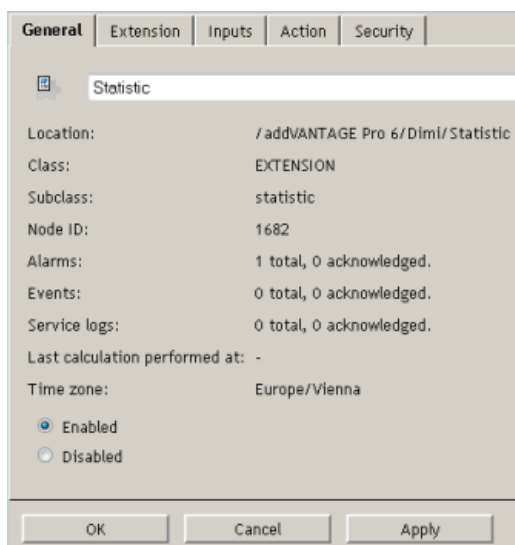 General Extension Inputs Action Security
Statistic
Location: /addVANTAGE Pro 6/Dimi/Statistic
Class: EXTENSION
Subclass: statistic
Node ID: 1682
Alarms: 1 total, 0 acknowledged.
Events: 0 total, 0 acknowledged.
Service logs: 0 total, 0 acknowledged.
Last calculation performed at: -
Time zone: Europe/Vienna
Enabled
Disabled
OK Cancel Apply